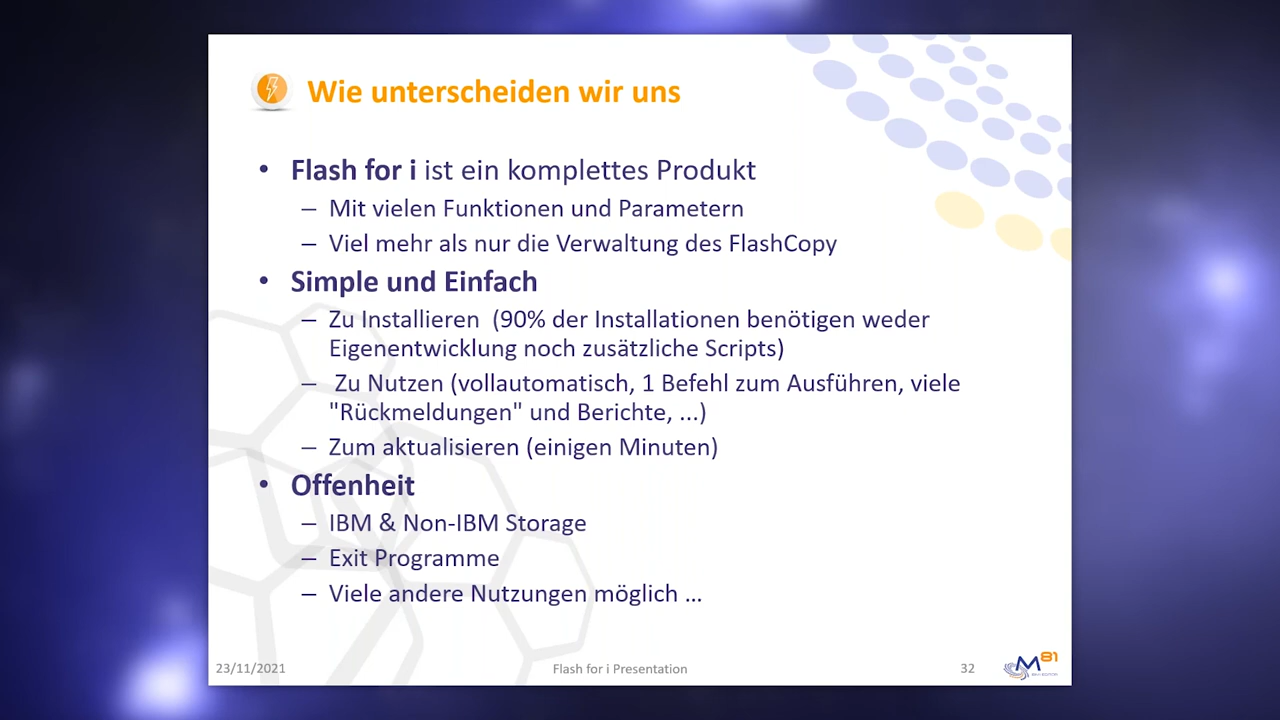 Wie unterscheiden wir uns
• Flash for i ist ein komplettes Produkt
– Mit vielen Funktionen und Parametern
– Viel mehr als nur die Verwaltung des FlashCopy
• Simple und Einfach
– Zu Installieren (90% der Installationen benötigen weder
Eigenentwicklung noch zusätzliche Scripts)
– Zu Nutzen (vollautomatisch, 1 Befehl zum Ausführen, viele
"Rückmeldungen" und Berichte, ...)
– Zum aktualisieren (einigen Minuten)
• Offenheit
– IBM & Non-IBM Storage
– Exit Programme
– Viele andere Nutzungen möglich …
23/11/2021
Flash for i Presentation
32
M81